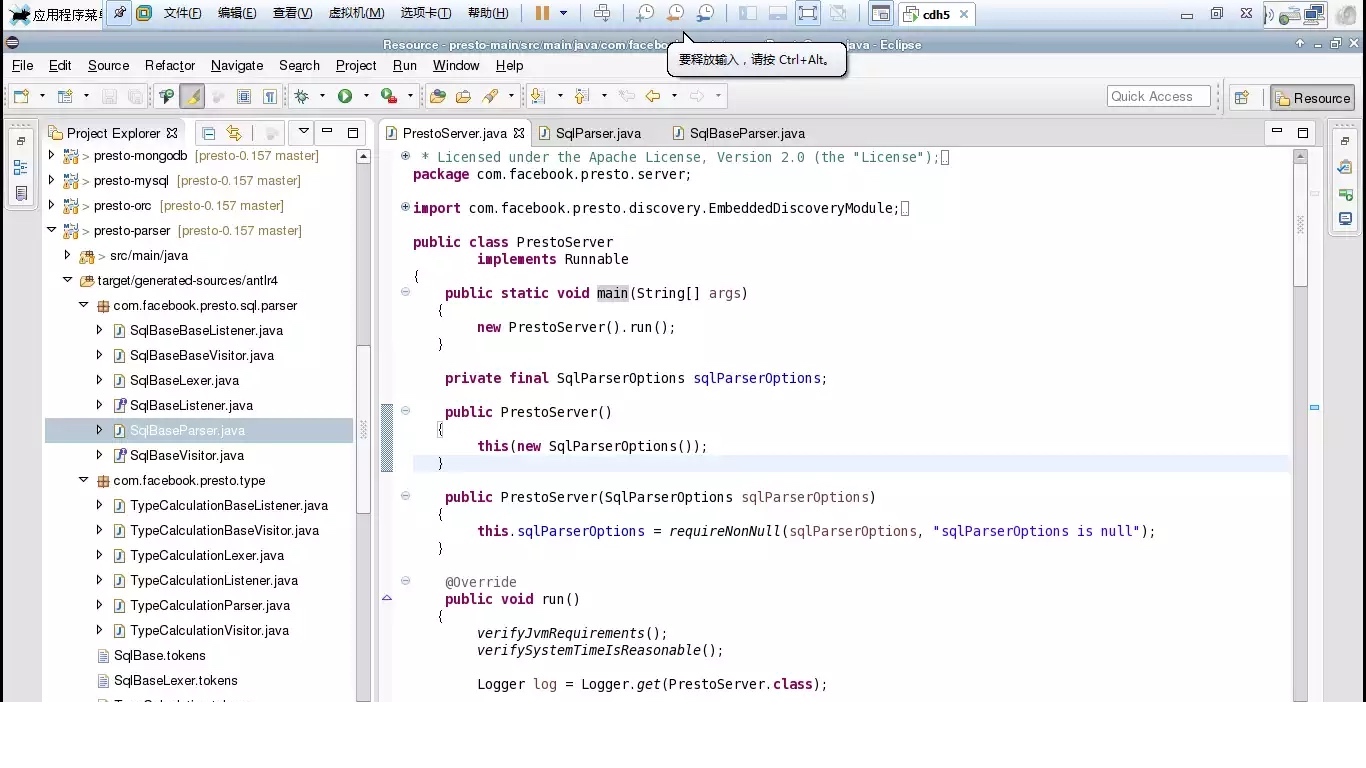 应用程序菜单 文件(F) 编辑(E) 查看(V) 虚拟机(M) 选项卡(T) 帮助(H) cdh5
Resource - presto-main/src/main/java/com/facebo java - Eclipse
要释放输入，请按 Ctrl+Alt。
File Edit Source Refactor Navigate Search Project Run Window Help
Quick Access Resource
Project Explorer
presto-mongodb [presto-0.157 master]
> presto-mysql [presto-0.157 master]
> presto-orc [presto-0.157 master]
> presto-parser [presto-0.157 master]
> src/main/java
target/generated-sources/antlr4
com.facebook.presto.sql.parser
SqlBaseBaseListener.java
SqlBaseBaseVisitor.java
SqlBaseLexer.java
SqlBaseListener.java
SqlBaseParser.java
SqlBaseVisitor.java
com.facebook.presto.type
TypeCalculationBaseListener.java
TypeCalculationBaseVisitor.java
TypeCalculationLexer.java
TypeCalculationListener.java
TypeCalculationParser.java
TypeCalculationVisitor.java
SqlBase.tokens
SqlBaseLexer.tokens
PrestoServer.java SqlParser.java SqlBaseParser.java
* Licensed under the Apache License, Version 2.0 (the "License");
package com.facebook.presto.server;
import com.facebook.presto.discovery.EmbeddedDiscoveryModule;
public class PrestoServer
implements Runnable
{
public static void main(String[] args)
{
new PrestoServer().run();
}
private final SqlParserOptions sqlParserOptions;
public PrestoServer()
{
this(new SqlParserOptions());
}
public PrestoServer(SqlParserOptions sqlParserOptions)
{
this.sqlParserOptions = requireNonNull(sqlParserOptions, "sqlParserOptions is null");
}
@Override
public void run()
{
verifyJvmRequirements();
verifySystemTimeIsReasonable();
Logger log = Logger.get(PrestoServer.class);